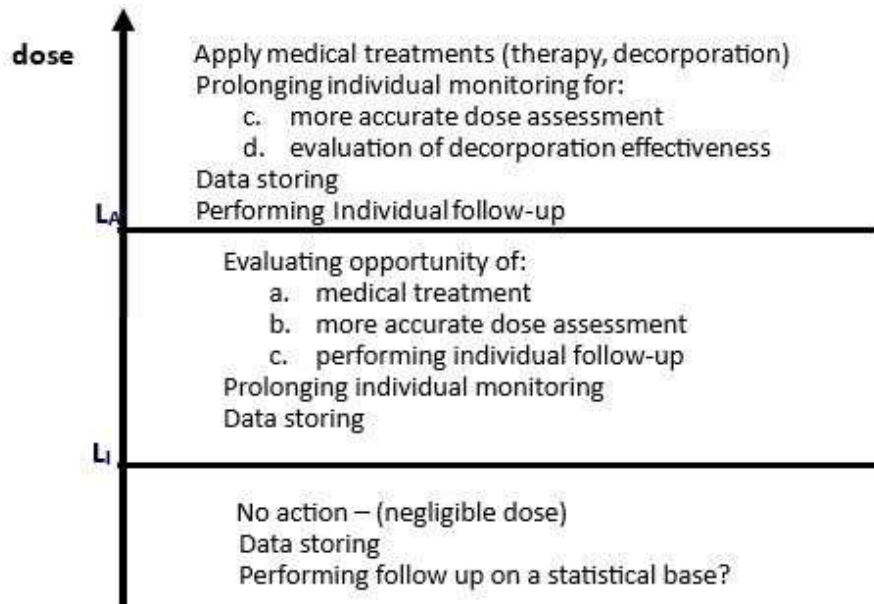 dose
Apply medical treatments (therapy, decorporation)
Prolonging individual monitoring for:
c. more accurate dose assessment
d. evaluation of decorporation effectiveness
Data storing
Performing Individual follow-up
LA
Evaluating opportunity of:
a. medical treatment
b. more accurate dose assessment
c. performing individual follow-up
Prolonging individual monitoring
Data storing
LI
No action – (negligible dose)
Data storing
Performing follow up on a statistical base?